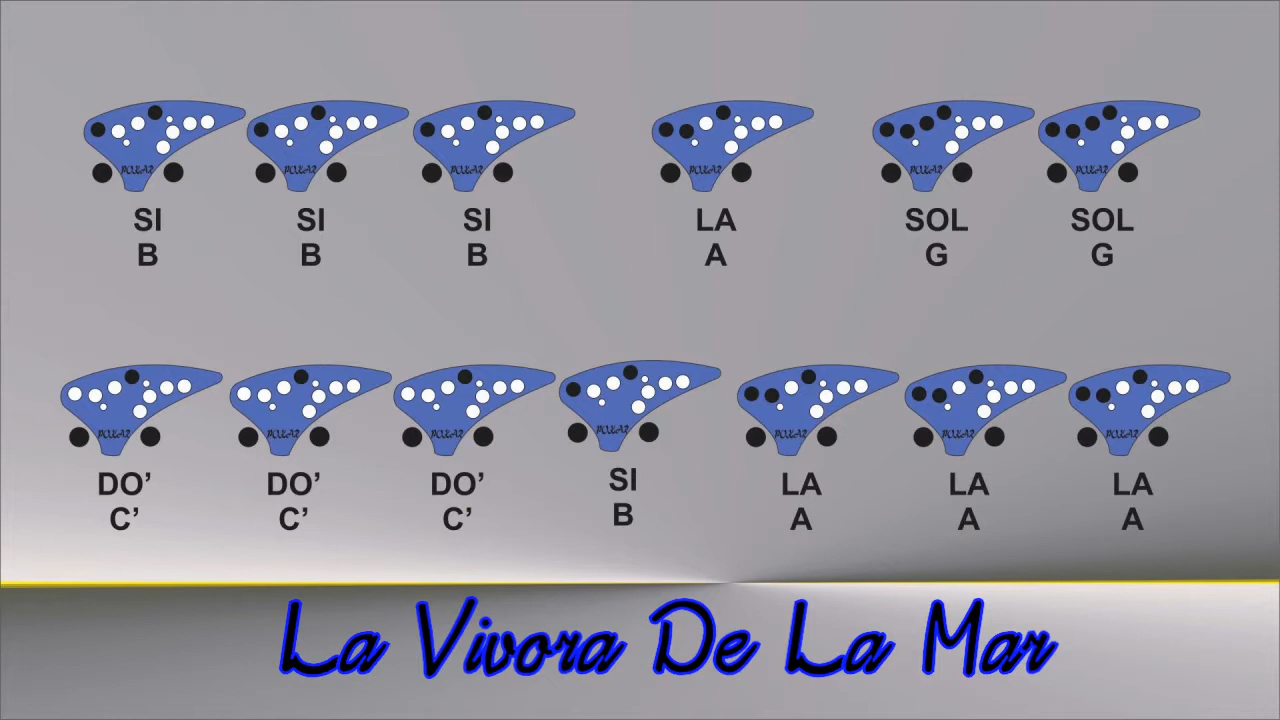 SI SI SI LA SOL SOL
B B B A G G
DO’ DO’ DO’ SI LA LA LA
C’ C’ C’ B A A A
La Vivora De La Mar